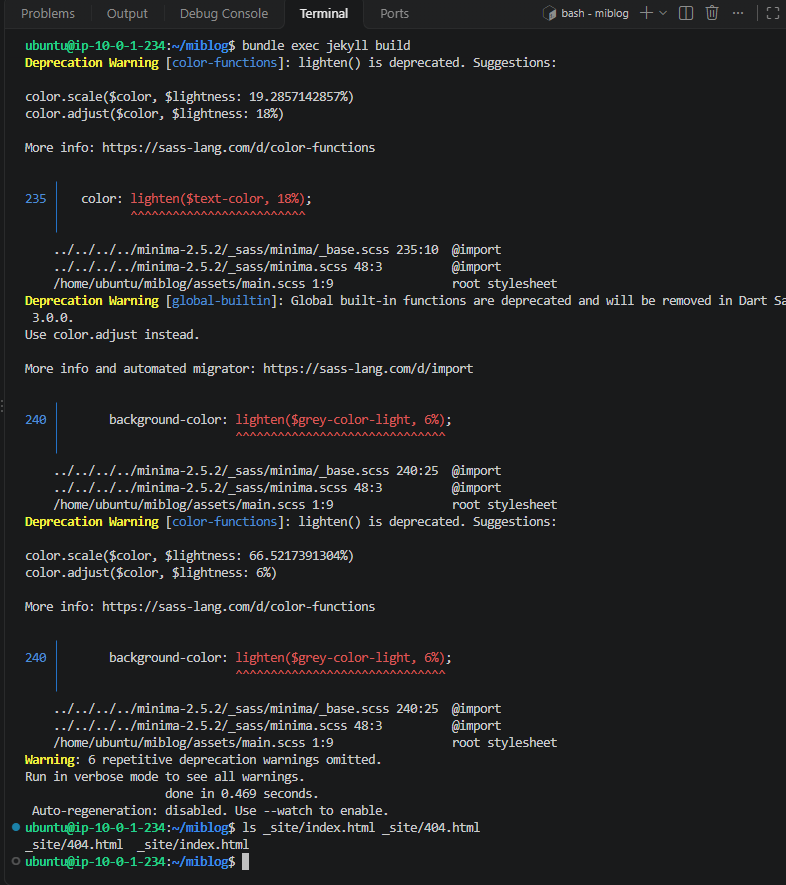 Problems Output Debug Console Terminal Ports bash - miblog
ubuntu@ip-10-0-1-234:~/miblog$ bundle exec jekyll build
Deprecation Warning [color-functions]: lighten() is deprecated. Suggestions:
color.scale($color, $lightness: 19.2857142857%)
color.adjust($color, $lightness: 18%)
More info: https://sass-lang.com/d/color-functions
235 color: lighten($text-color, 18%);
^^^^^^^^^^^^^^^^^^^^^^^^^
../../../../minima-2.5.2/_sass/minima/_base.scss 235:10 @import
../../../../minima-2.5.2/_sass/minima.scss 48:3 @import
/home/ubuntu/miblog/assets/main.scss 1:9 root stylesheet
Deprecation Warning [global-builtin]: Global built-in functions are deprecated and will be removed in Dart Sa
3.0.0.
Use color.adjust instead.
More info and automated migrator: https://sass-lang.com/d/import
240 background-color: lighten($grey-color-light, 6%);
^^^^^^^^^^^^^^^^^^^^^^^^^^^^^^
../../../../minima-2.5.2/_sass/minima/_base.scss 240:25 @import
../../../../minima-2.5.2/_sass/minima.scss 48:3 @import
/home/ubuntu/miblog/assets/main.scss 1:9 root stylesheet
Deprecation Warning [color-functions]: lighten() is deprecated. Suggestions:
color.scale($color, $lightness: 66.5217391304%)
color.adjust($color, $lightness: 6%)
More info: https://sass-lang.com/d/color-functions
240 background-color: lighten($grey-color-light, 6%);
^^^^^^^^^^^^^^^^^^^^^^^^^^^^^^
../../../../minima-2.5.2/_sass/minima/_base.scss 240:25 @import
../../../../minima-2.5.2/_sass/minima.scss 48:3 @import
/home/ubuntu/miblog/assets/main.scss 1:9 root stylesheet
Warning: 6 repetitive deprecation warnings omitted.
Run in verbose mode to see all warnings.
done in 0.469 seconds.
Auto-regeneration: disabled. Use --watch to enable.
ubuntu@ip-10-0-1-234:~/miblog$ ls _site/index.html _site/404.html
_site/404.html _site/index.html
ubuntu@ip-10-0-1-234:~/miblog$